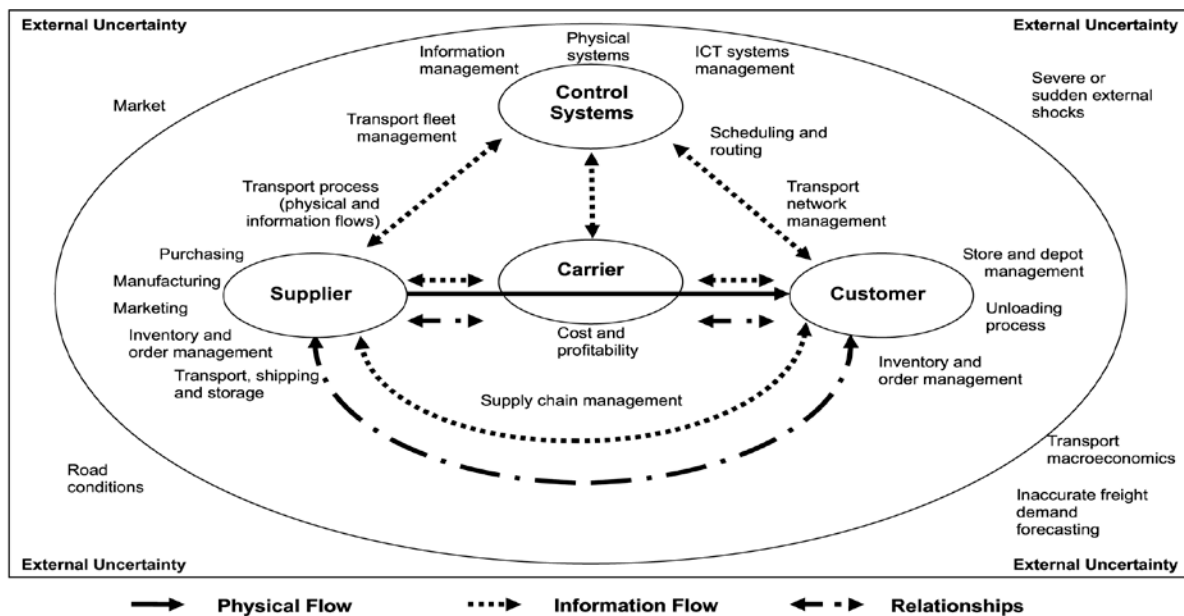 External Uncertainty
External Uncertainty
Physical
systems
Information
management
ICT systems
management
Severe or
sudden external
shocks
Market
Control
Systems
Transport fleet
management
Scheduling and
routing
Transport process
(physical and
information flows)
Transport
network
management
Purchasing
Manufacturing
Marketing
Inventory and
order management
Transport, shipping
and storage
Supplier
Carrier
Customer
Store and depot
management
Unloading
process
Inventory and
order management
Cost and
profitability
Supply chain management
Road
conditions
Transport
macroeconomics
Inaccurate freight
demand
forecasting
External Uncertainty
External Uncertainty
Physical Flow
Information Flow
Relationships